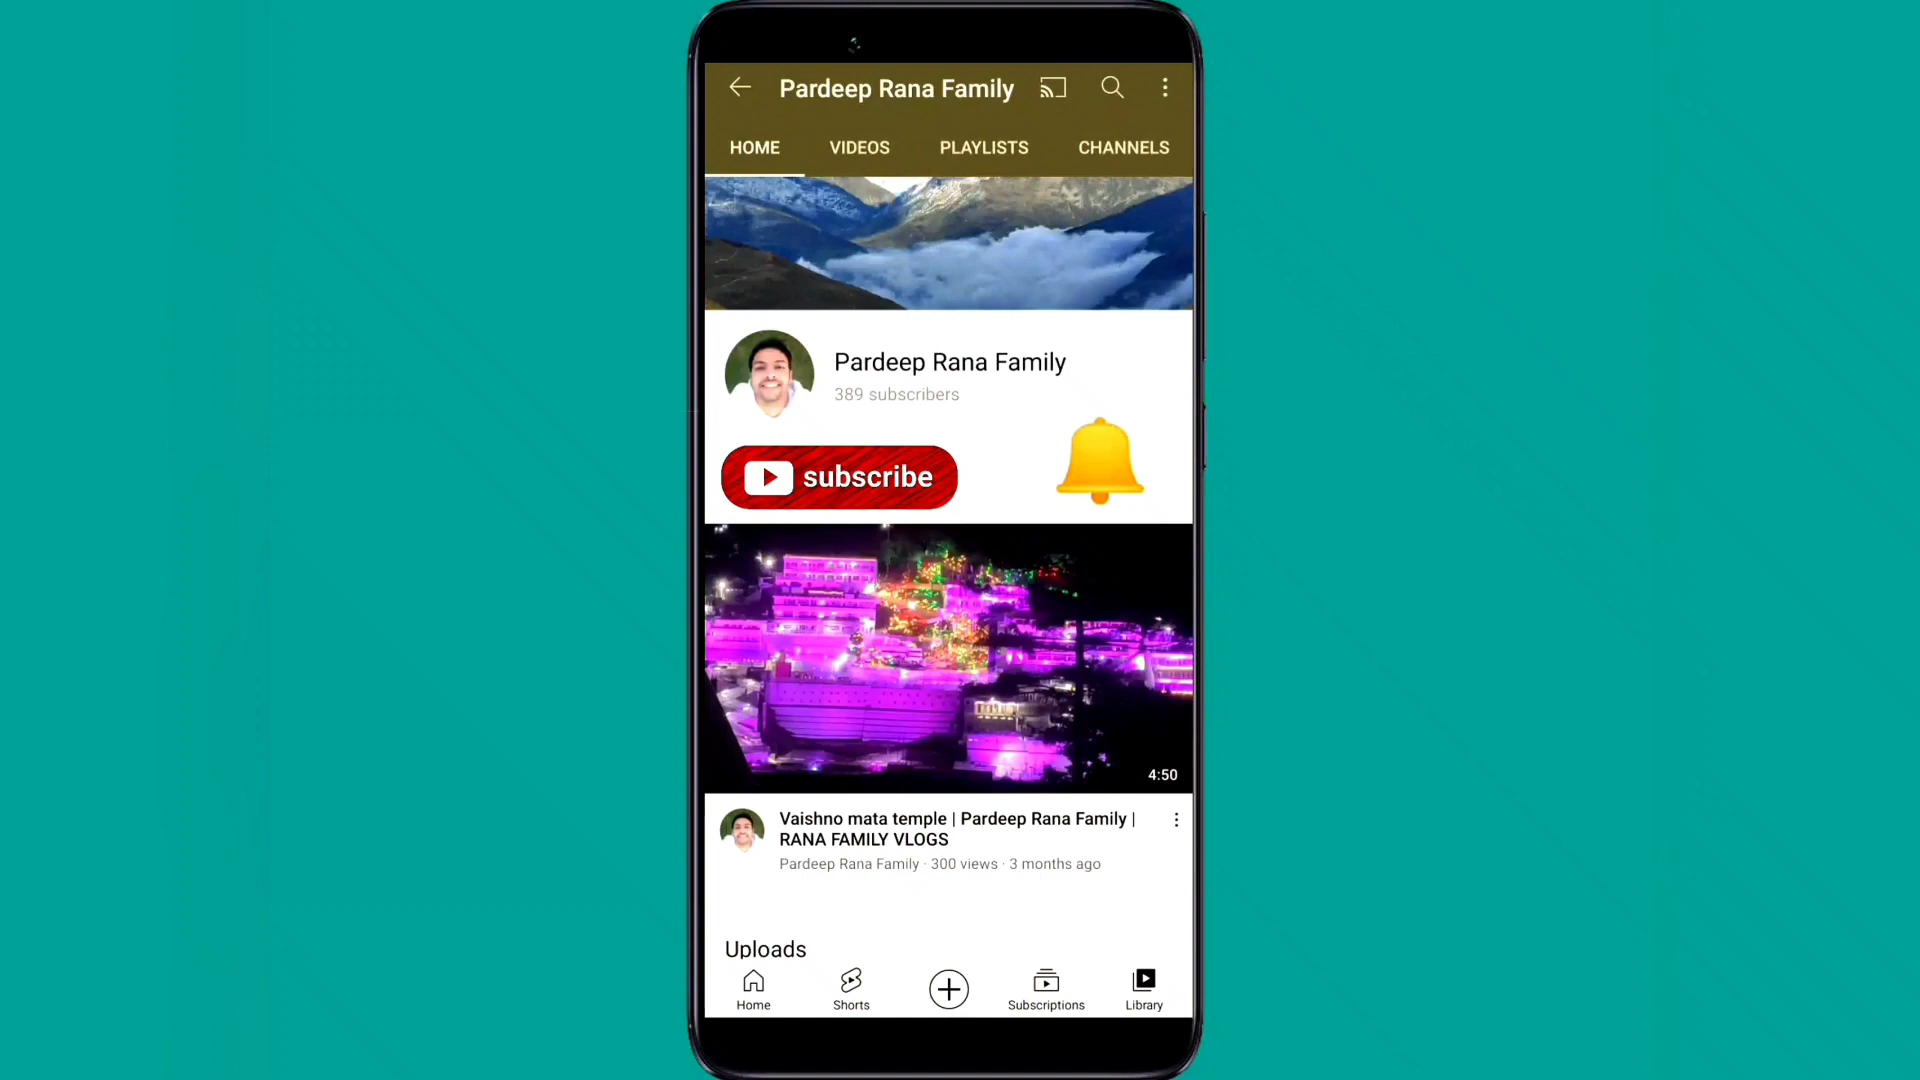 Pardeep Rana Family
HOME VIDEOS PLAYLISTS CHANNELS
Pardeep Rana Family
389 subscribers
subscribe
4:50
Vaishno mata temple | Pardeep Rana Family |
RANA FAMILY VLOGS
Pardeep Rana Family · 300 views · 3 months ago
Uploads
Home Shorts Subscriptions Library